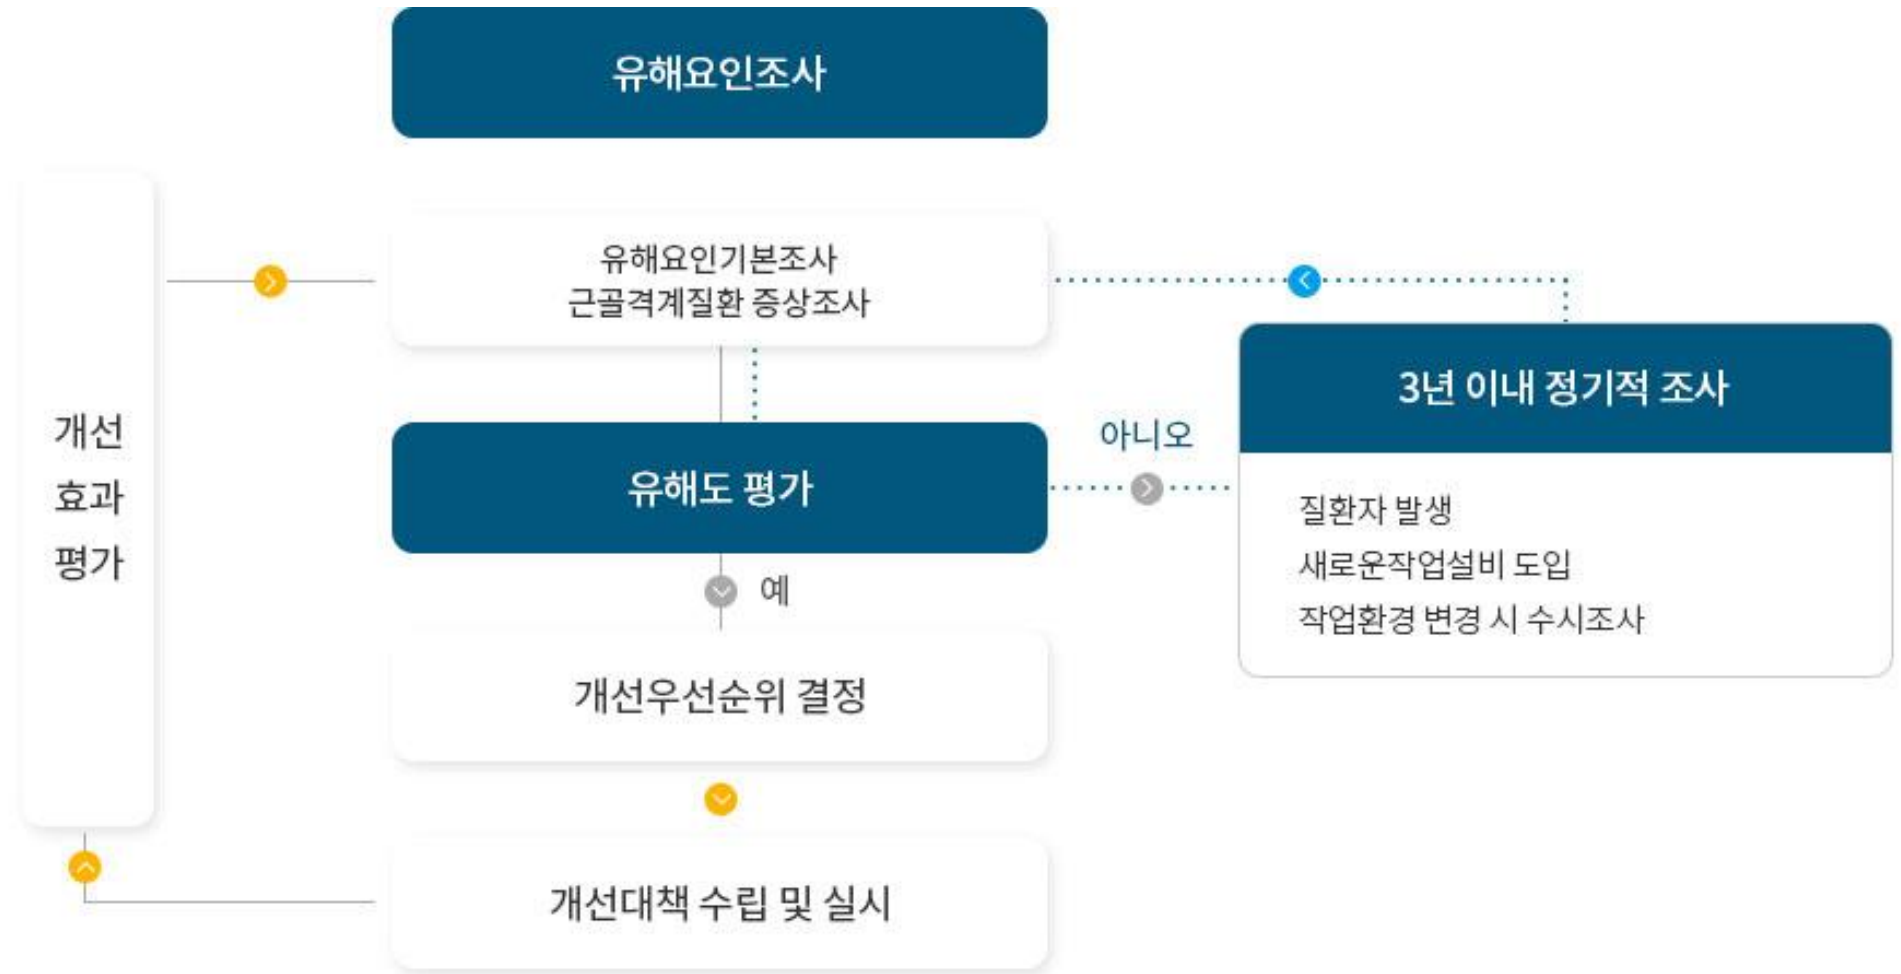 유해요인조사
유해요인기본조사
근골격계질환 증상조사
3년 이내 정기적 조사
아니오
개선
효과
평가
유해도 평가
질환자 발생
새로운작업설비 도입
작업환경 변경 시 수시조사
예
개선우선순위 결정
개선대책 수립 및 실시